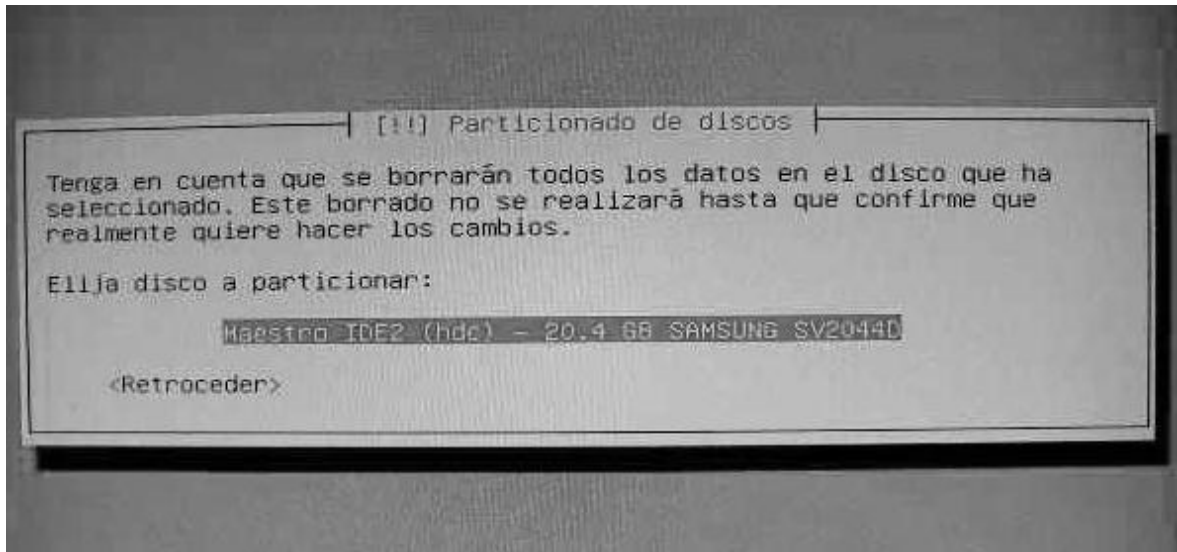 [!!] Particionado de discos
Tenga en cuenta que se borrarán todos los datos en el disco que ha
seleccionado. Este borrado no se realizará hasta que confirme que
realmente quiere hacer los cambios.
Elija disco a particionar:
Maestro IDE2 (hdc) – 20.4 GB SAMSUNG SV2044D
<Retroceder>